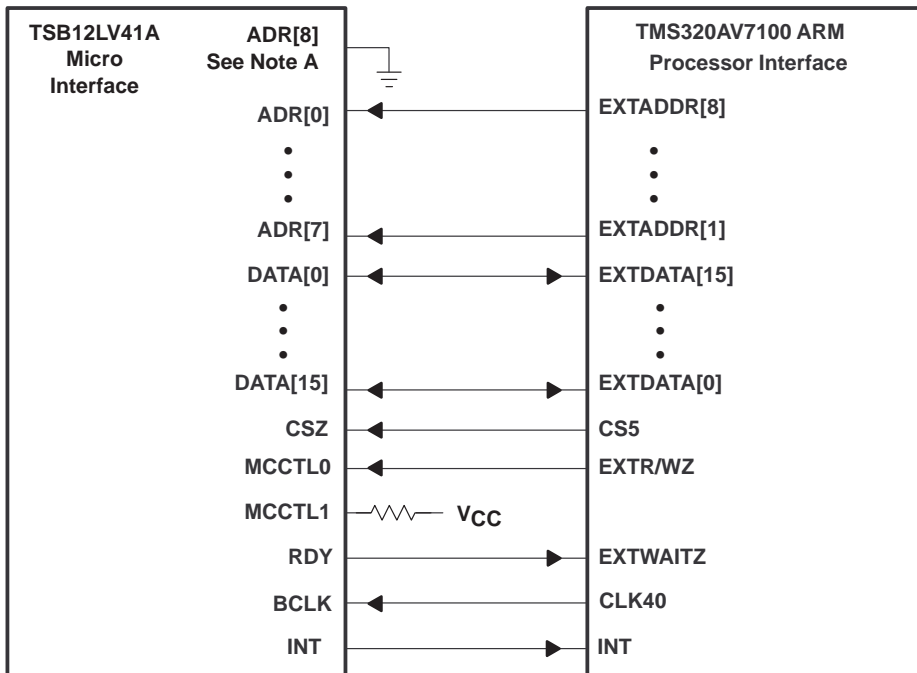 TSB12LV41A
Micro
Interface
ADR[8]
See Note A
TMS320AV7100 ARM
Processor Interface
ADR[0]
EXTADDR[8]
ADR[7]
EXTADDR[1]
DATA[0]
EXTDATA[15]
DATA[15]
EXTDATA[0]
CSZ
CS5
MCCTL0
EXTR/WZ
MCCTL1
VCC
RDY
EXTWAITZ
BCLK
CLK40
INT
INT